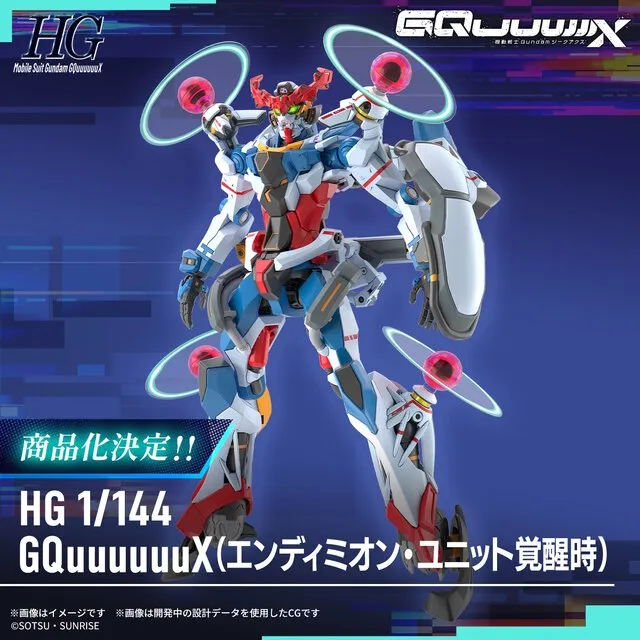 HG
Mobile Suit Gundam GQuuuuuuX
GQuuuuuuX
機動戦士Gundam ジークアクス
商品化決定!!
HG 1/144
GQuuuuuuX(エンディミオン・ユニット覚醒時)
※画像はイメージです ※画像は開発中の設計データを使用したCGです
©SOTSU・SUNRISE